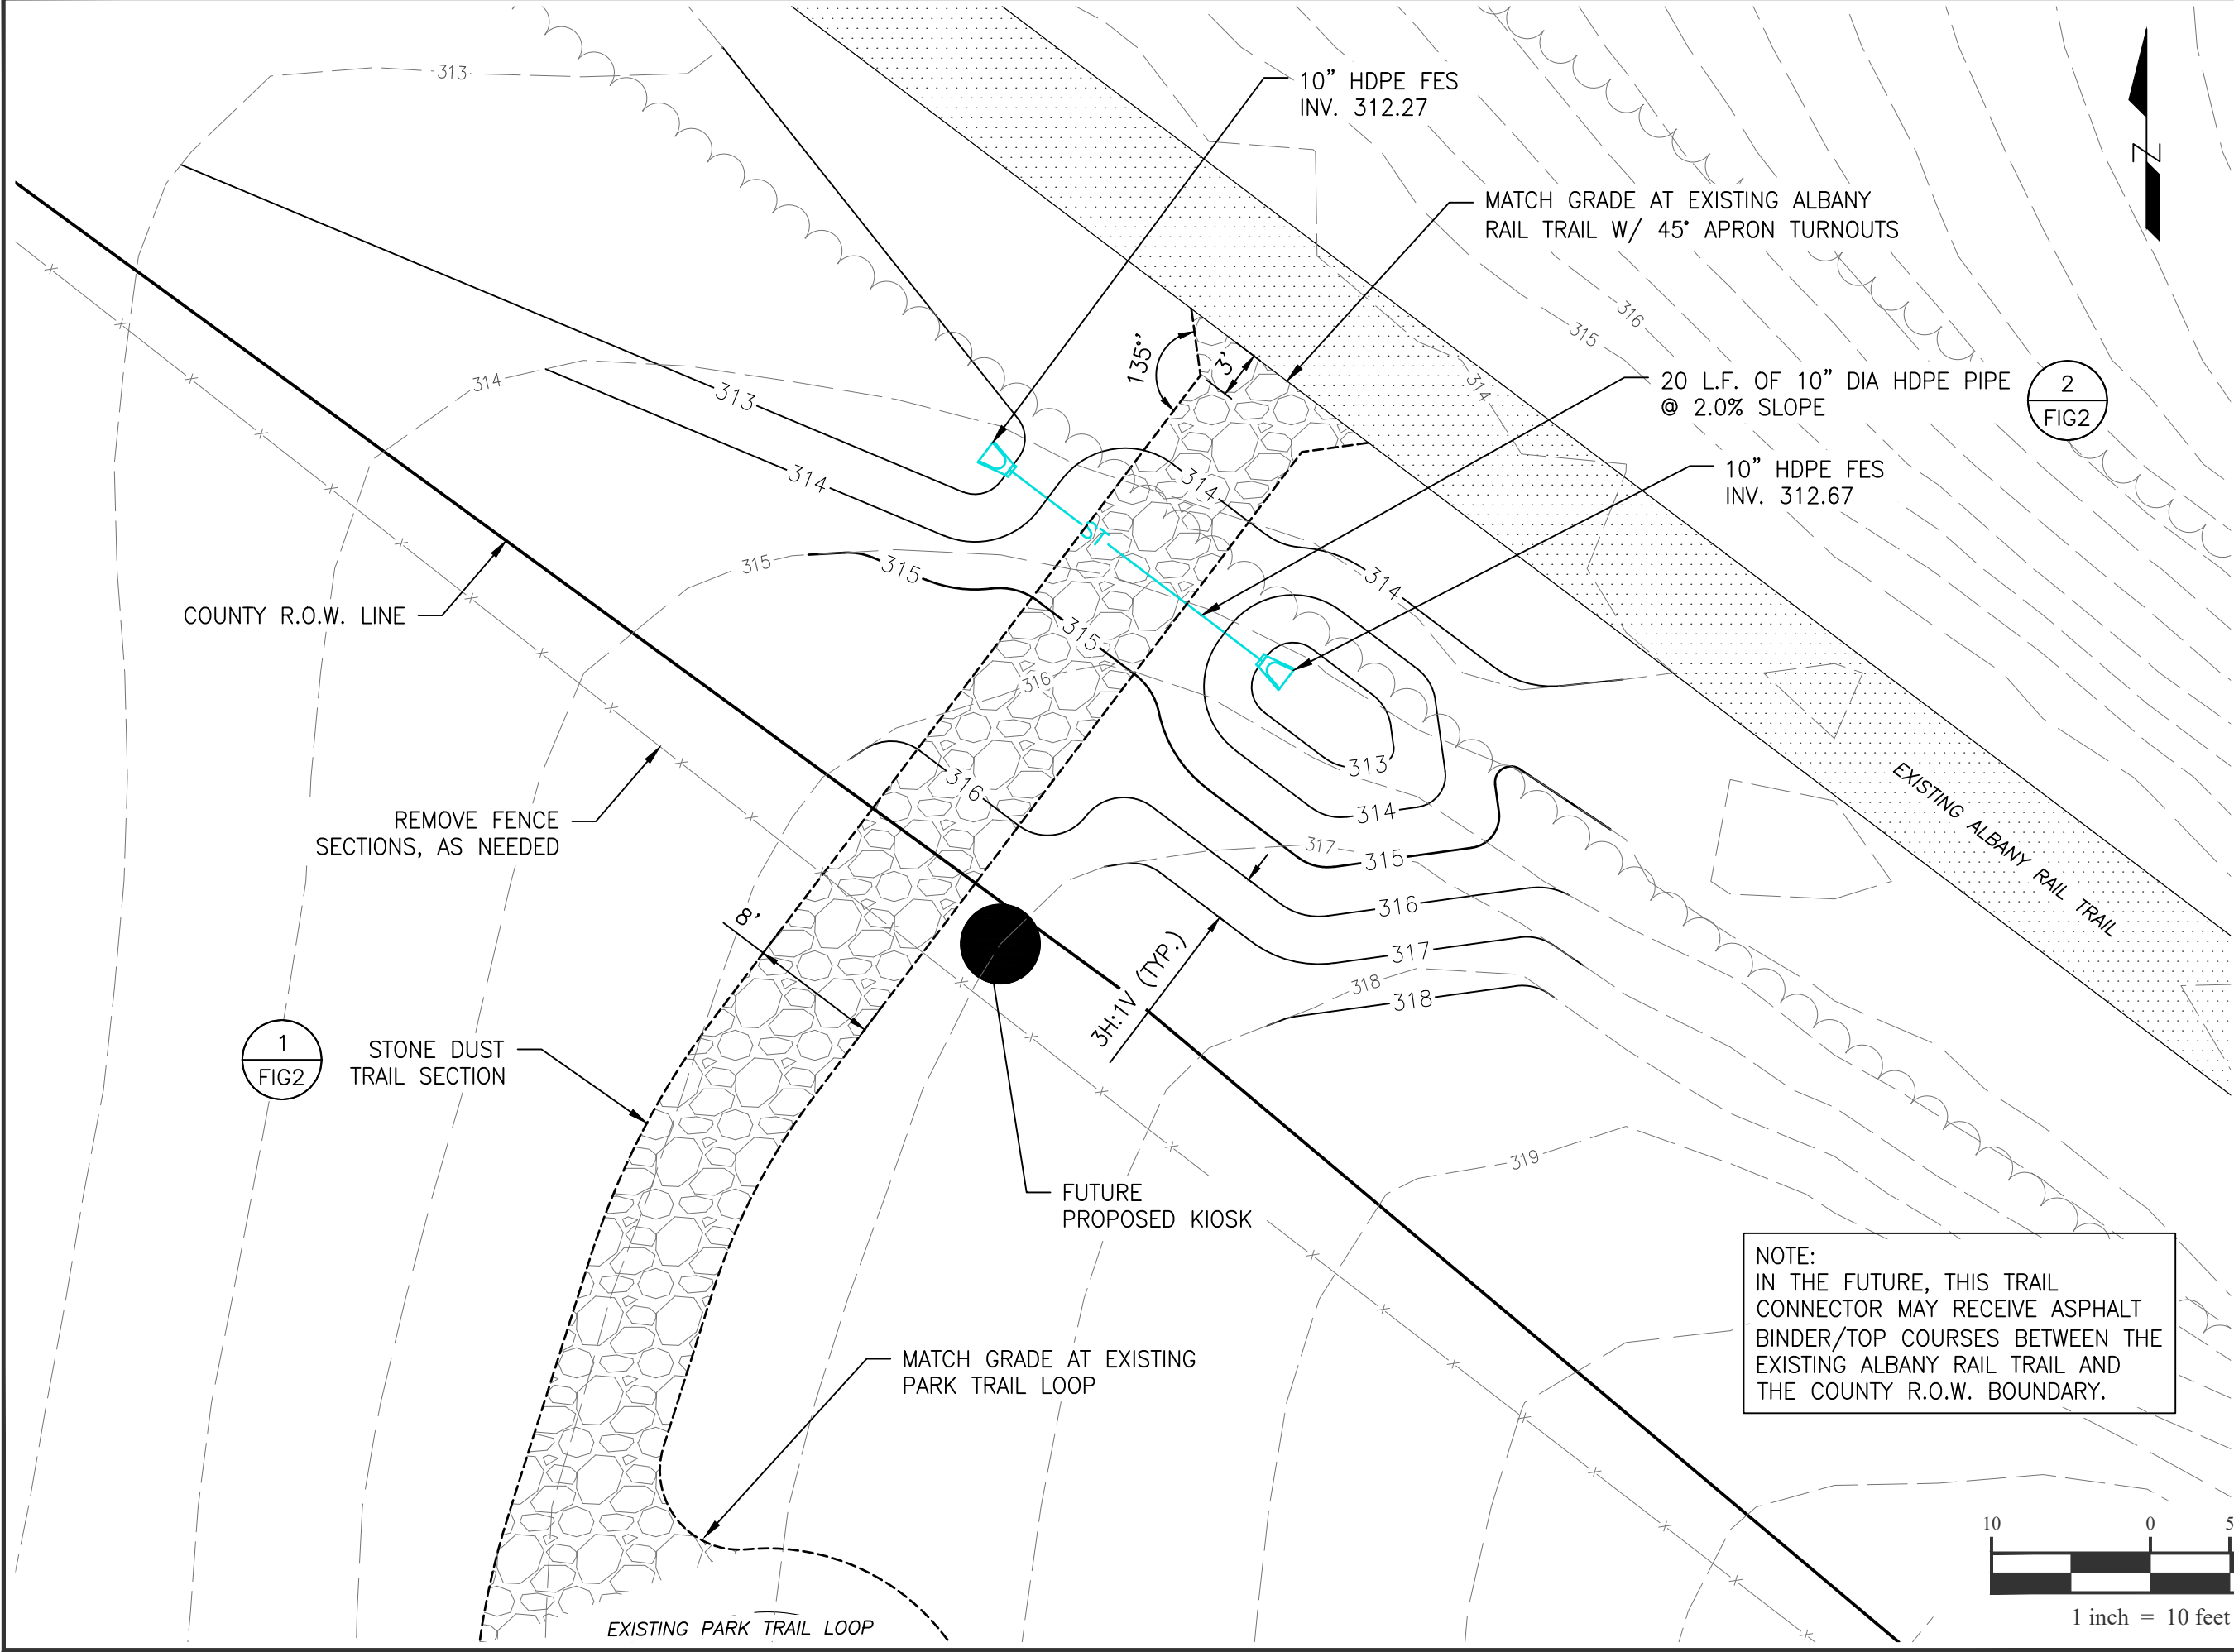 313
10” HDPE FES
INV. 312.27
MATCH GRADE AT EXISTING ALBANY
RAIL TRAIL W/ 45° APRON TURNOUTS
N
316
315
314
135°'
3'
20 L.F. OF 10” DIA HDPE PIPE
@ 2.0% SLOPE
2
FIG2
314
313
314
314
10” HDPE FES
INV. 312.67
ST
315
315
314
315
COUNTY R.O.W. LINE
316
313
316
314
REMOVE FENCE
SECTIONS, AS NEEDED
317
315
EXISTING ALBANY RAIL TRAIL
316
8'
317
3H:1V (TYP.)
318
318
1
FIG2
STONE DUST
TRAIL SECTION
319
FUTURE
PROPOSED KIOSK
NOTE:
IN THE FUTURE, THIS TRAIL
CONNECTOR MAY RECEIVE ASPHALT
BINDER/TOP COURSES BETWEEN THE
EXISTING ALBANY RAIL TRAIL AND
THE COUNTY R.O.W. BOUNDARY.
MATCH GRADE AT EXISTING
PARK TRAIL LOOP
EXISTING PARK TRAIL LOOP
10 0 5
1 inch = 10 feet